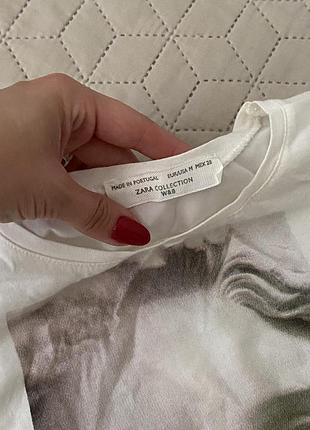 MADE IN PORTUGAL EUR/USA M MEX 28
ZARA COLLECTION
W&B